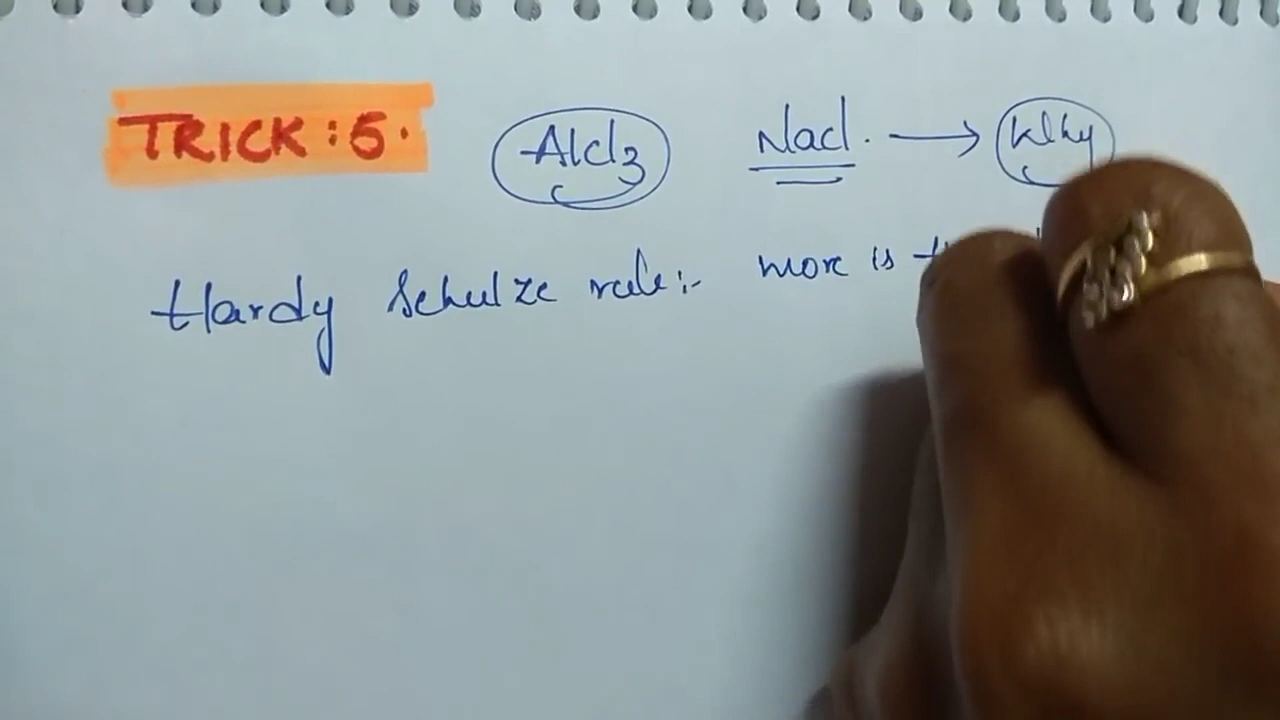 TRICK : 5. AlCl3 Nacl. → Why
Hardy Schulze rule:- more is